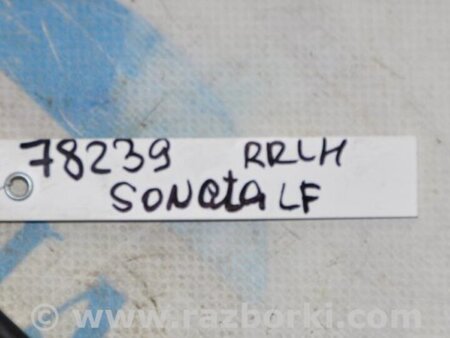 78239 RRLH
SONata LF
© www.razborki.com